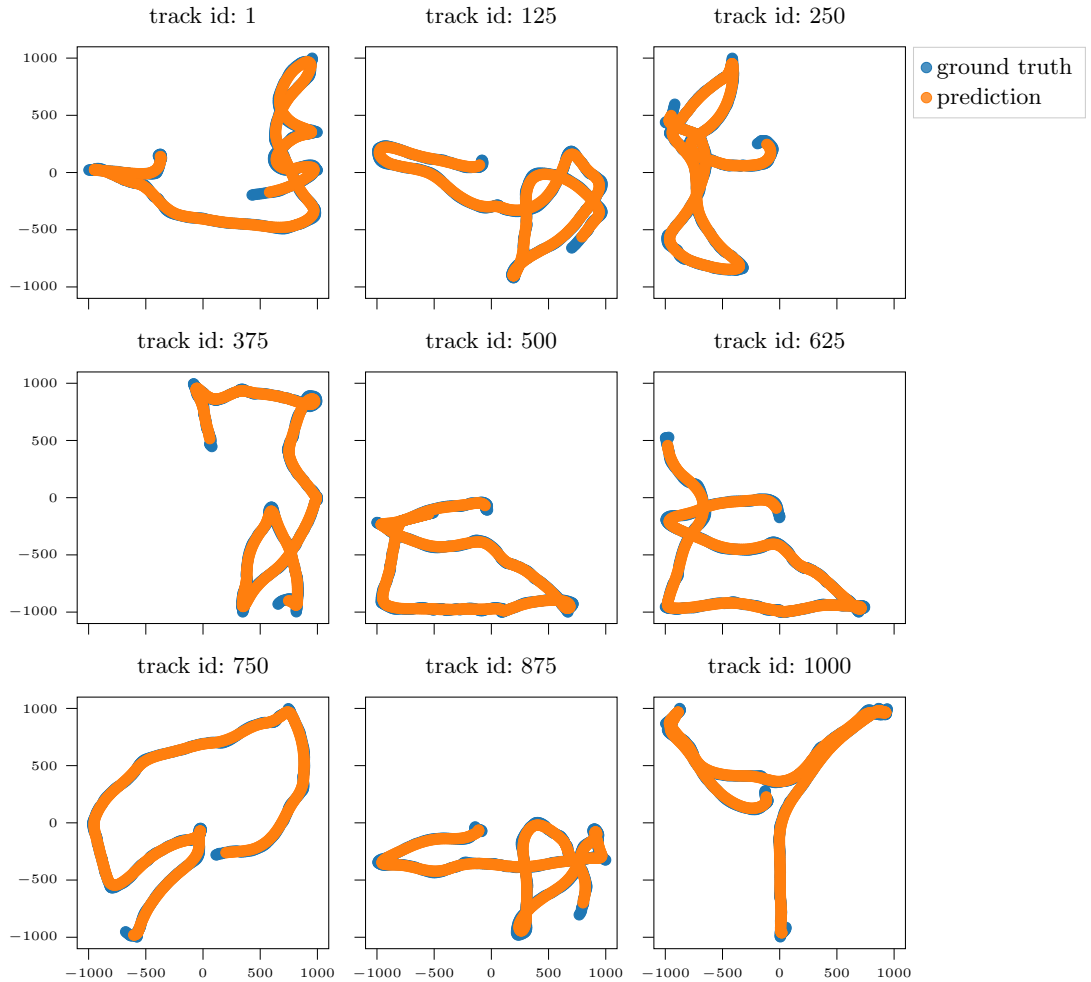 track id: 1
track id: 125
track id: 250
1000
500
0
−500
−1000
ground truth
prediction
track id: 375
track id: 500
track id: 625
1000
500
0
−500
−1000
track id: 750
track id: 875
track id: 1000
1000
500
0
−500
−1000
−1000 −500 0 500 1000
−1000 −500 0 500 1000
−1000 −500 0 500 1000